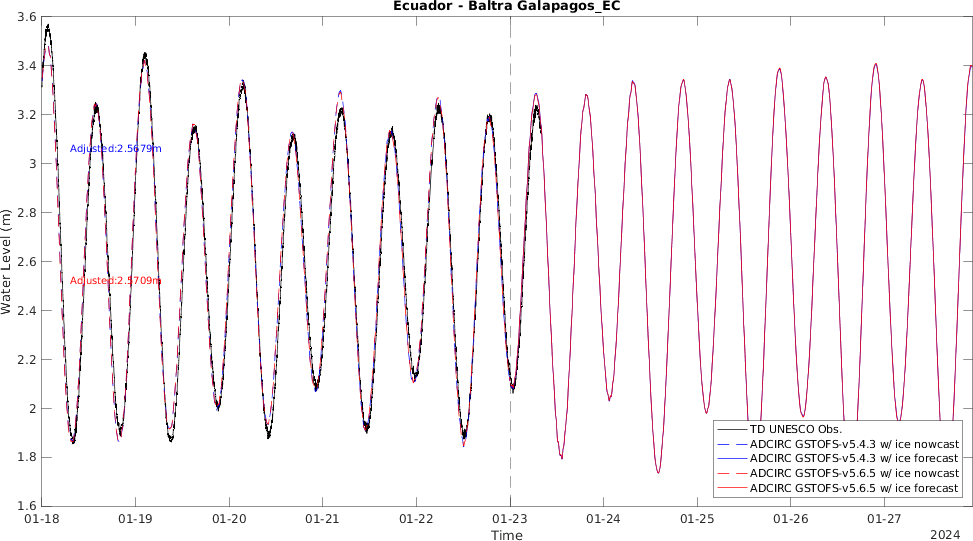 Ecuador - Baltra Galapagos_EC
3.6
3.4
3.2
3
2.8
2.6
2.4
2.2
2
1.8
1.6
Water Level (m)
Adjusted:2.5679m
Adjusted:2.5709m
TD UNESCO Obs.
ADCIRC GSTOFS-v5.4.3 w/ ice nowcast
ADCIRC GSTOFS-v5.4.3 w/ ice forecast
ADCIRC GSTOFS-v5.6.5 w/ ice nowcast
ADCIRC GSTOFS-v5.6.5 w/ ice forecast
01-18 01-19 01-20 01-21 01-22 01-23 01-24 01-25 01-26 01-27
Time
2024